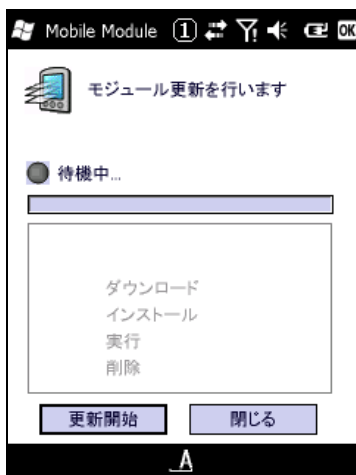 Mobile Module 1 OK
モジュール更新を行います
待機中...
ダウンロード
インストール
実行
削除
更新開始 閉じる
A